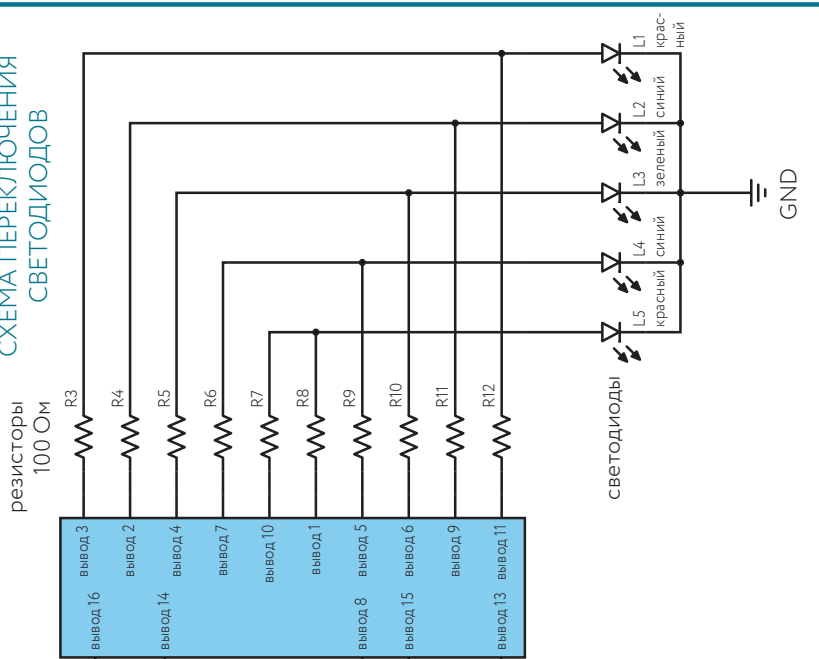 СХЕМА ПЕРЕКЛЮЧЕНИЯ
СВЕТОДИОДОВ
резисторы
100 Ом
R3
R4
R5
R6
R7
R8
R9
R10
R11
R12
L1
крас-
ный
L2
синий
L3
зеленый
L4
синий
L5
красный
GND
светодиоды
вывод 3
вывод 2
вывод 4
вывод 7
вывод 10
вывод 1
вывод 5
вывод 6
вывод 9
вывод 11
вывод 16
вывод 14
вывод 8
вывод 15
вывод 13